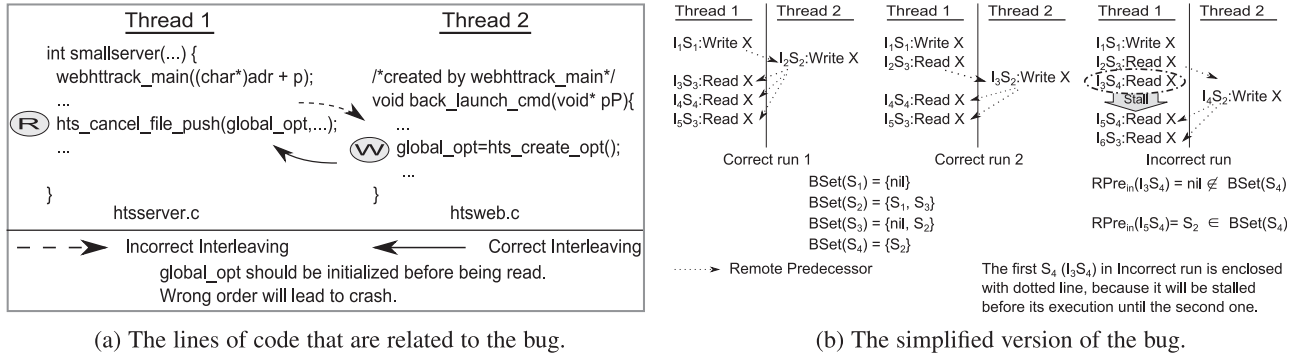 Thread 1
Thread 2
int smallserver(...) {
webhttrack_main((char*)adr + p);
...
R hts_cancel_file_push(global_opt,...);
...
}
htsserver.c
/*created by webhttrack_main*/
void back_launch_cmd(void* pP){
...
W global_opt=hts_create_opt();
...
}
htsweb.c
Incorrect Interleaving
Correct Interleaving
global_opt should be initialized before being read.
Wrong order will lead to crash.
(a) The lines of code that are related to the bug.
Thread 1
Thread 2
I₁S₁:Write X
I₂S₂:Write X
I₃S₃:Read X
I₄S₄:Read X
I₅S₃:Read X
Correct run 1
Thread 1
Thread 2
I₁S₁:Write X
I₂S₃:Read X
I₃S₂:Write X
I₄S₄:Read X
I₅S₃:Read X
Correct run 2
Thread 1
Thread 2
I₁S₁:Write X
I₂S₃:Read X
I₃S₄:Read X
Stall
I₄S₂:Write X
I₅S₄:Read X
I₆S₃:Read X
Incorrect run
BSet(S₁) = {nil}
BSet(S₂) = {S₁, S₃}
BSet(S₃) = {nil, S₂}
BSet(S₄) = {S₂}
RPreᵢₙ(I₃S₄) = nil ∉ BSet(S₄)
RPreᵢₙ(I₅S₄)= S₂ ∈ BSet(S₄)
Remote Predecessor
The first S₄ (I₃S₄) in Incorrect run is enclosed
with dotted line, because it will be stalled
before its execution until the second one.
(b) The simplified version of the bug.